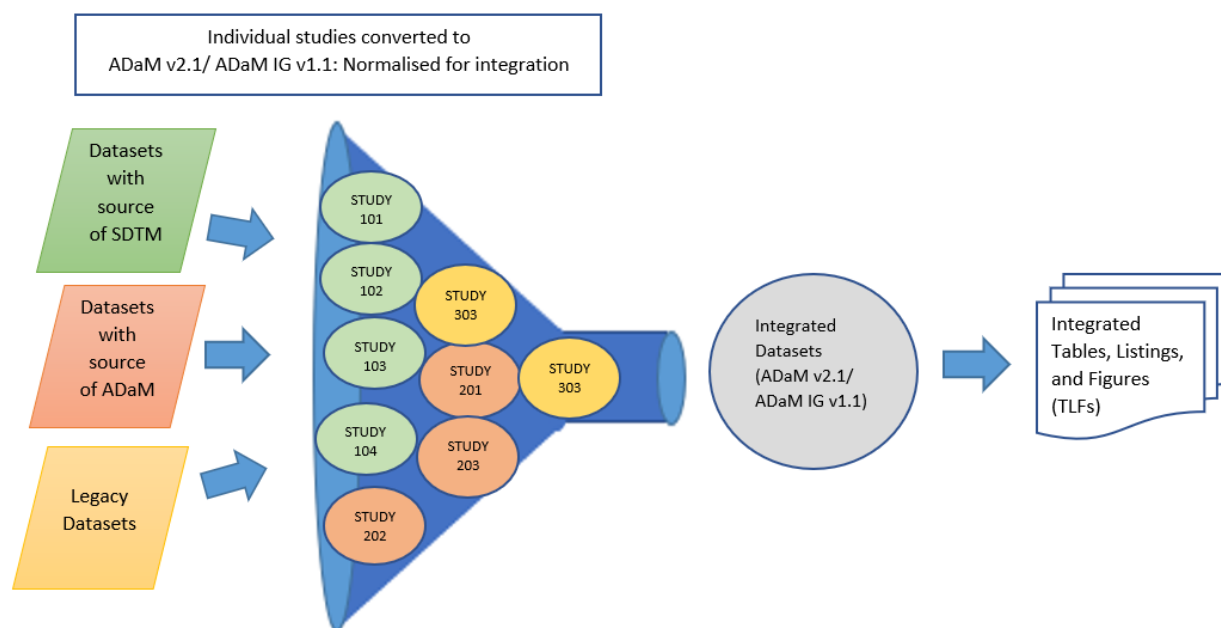 Individual studies converted to
ADaM v2.1/ ADaM IG v1.1: Normalised for integration
Datasets
with
source
of SDTM
Datasets
with
source
of ADaM
Legacy
Datasets
STUDY
101
STUDY
102
STUDY
303
STUDY
103
STUDY
201
STUDY
303
STUDY
104
STUDY
203
STUDY
202
Integrated
Datasets
(ADaM v2.1/
ADaM IG v1.1)
Integrated
Tables, Listings,
and Figures
(TLFs)